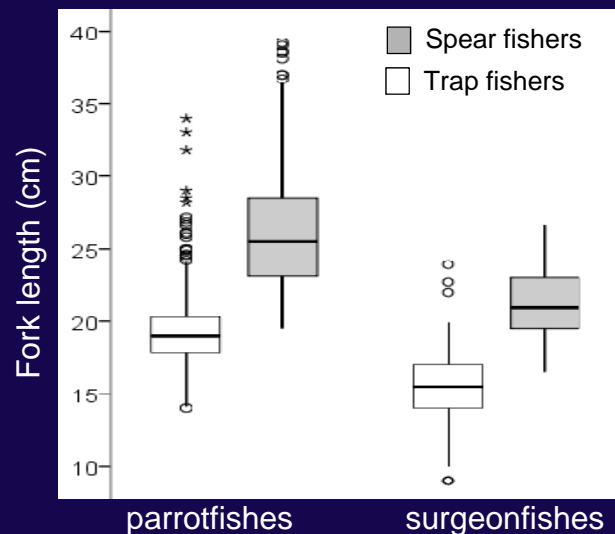 Fork length (cm)
40
35
30
25
20
15
10
Spear fishers
Trap fishers
parrotfishes
surgeonfishes